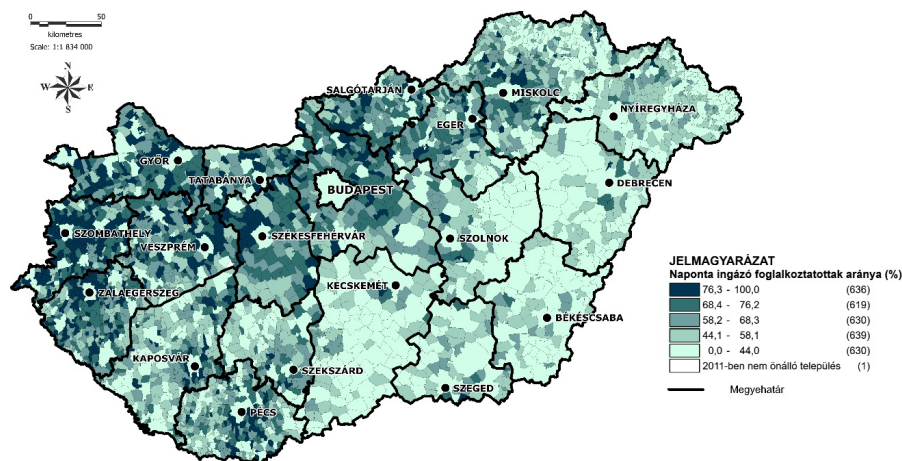 0 50
kilometres
Scale: 1:1 834 000
N
W E
S
SALGÓTARJÁN
MISKOLC
NYÍREGYHÁZA
EGER
GYŐR
TATABÁNYA
BUDAPEST
DEBRECEN
SZOMBATHELY
VESZPRÉM
SZÉKESFEHÉRVÁR
SZOLNOK
ZALAEGERSZEG
KECSKEMÉT
BÉKÉSCSABA
KAPOSVÁR
SZEKSZÁRD
SZEGED
PÉCS
JELMAGYARÁZAT
Naponta ingázó foglalkoztatottak aránya (%)
76,3 - 100,0 (636)
68,4 - 76,2 (619)
58,2 - 68,3 (630)
44,1 - 58,1 (639)
0,0 - 44,0 (630)
2011-ben nem önálló település (1)
Megyehatár